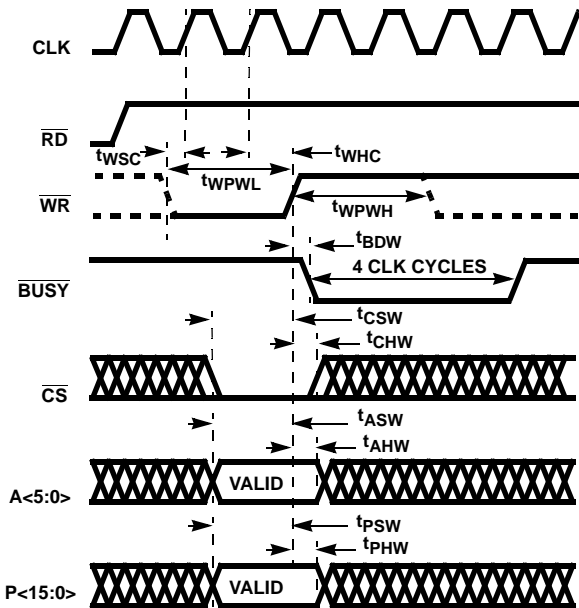 CLK
RD
tWSC
tWHC
tWPWL
WR
tWPWH
tBDW
4 CLK CYCLES
BUSY
tCSW
tCHW
CS
tASW
tAHW
VALID
A<5:0>
tPSW
tPHW
VALID
P<15:0>